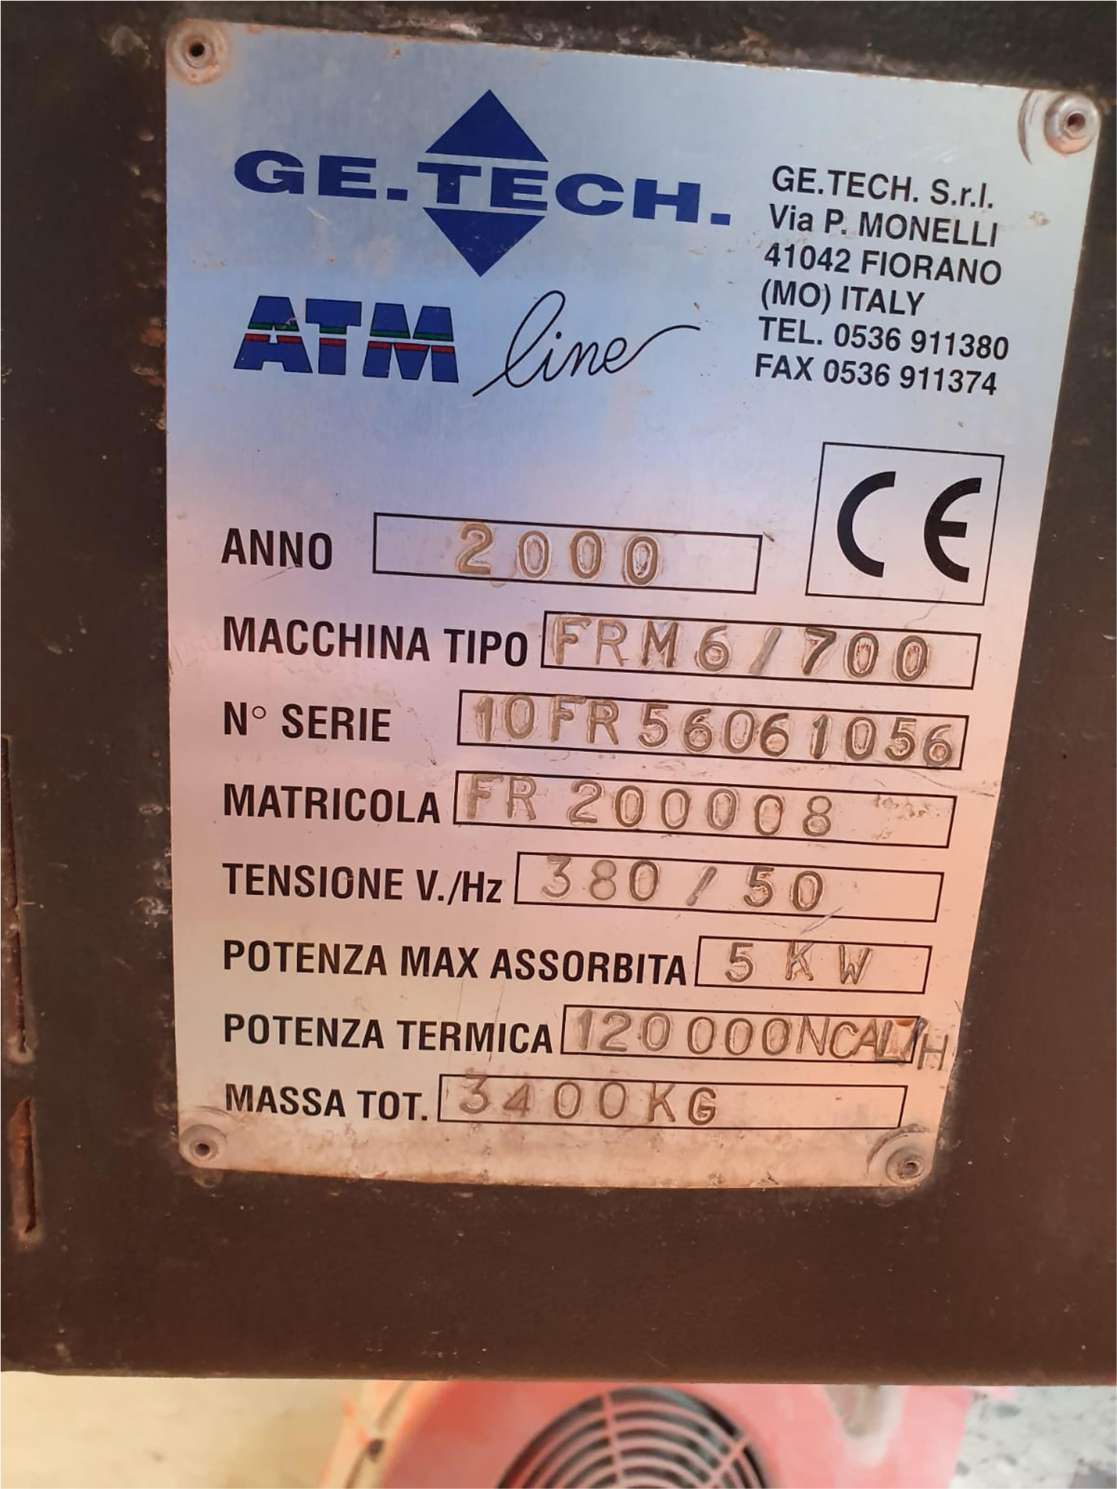 GE.TECH.
ATM line
GE.TECH. S.r.l.
Via P. MONELLI
41042 FIORANO
(MO) ITALY
TEL. 0536 911380
FAX 0536 911374
CE
ANNO 2000
MACCHINA TIPO FRM6/700
N° SERIE 10FR56061056
MATRICOLA FR200008
TENSIONE V./Hz 380/50
POTENZA MAX ASSORBITA 5 KW
POTENZA TERMICA 120000NCAL/H
MASSA TOT. 3400KG